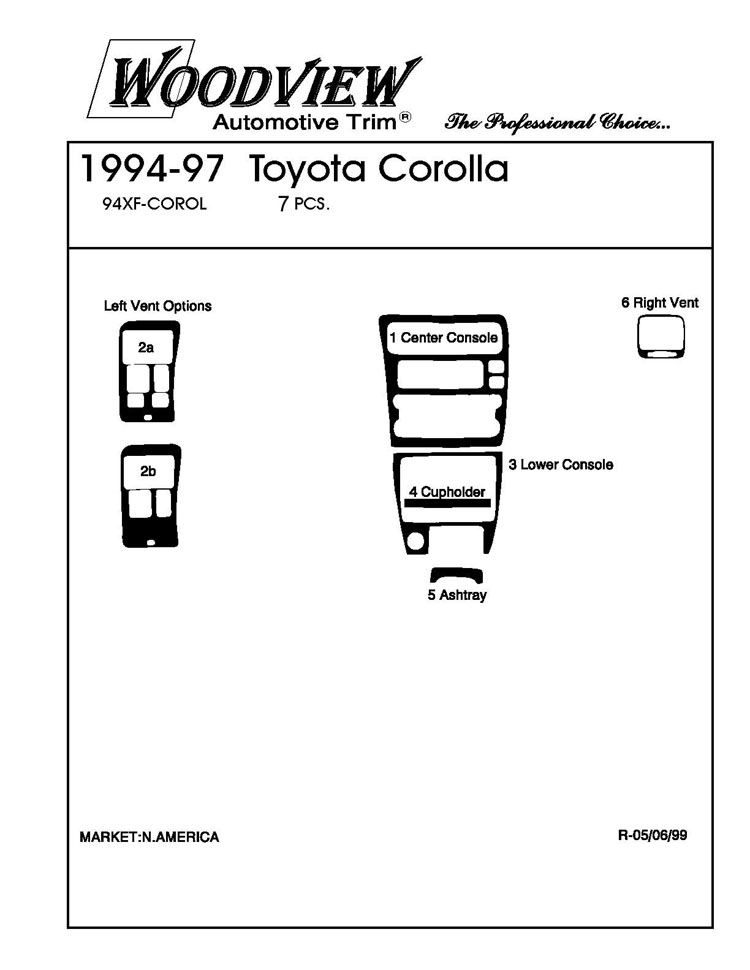 WOODVIEW
Automotive Trim®
The Professional Choice...
1994-97 Toyota Corolla
94XF-COROL 7 PCS.
Left Vent Options
6 Right Vent
2a
1 Center Console
2b
3 Lower Console
4 Cupholder
5 Ashtray
MARKET:N.AMERICA
R-05/06/99